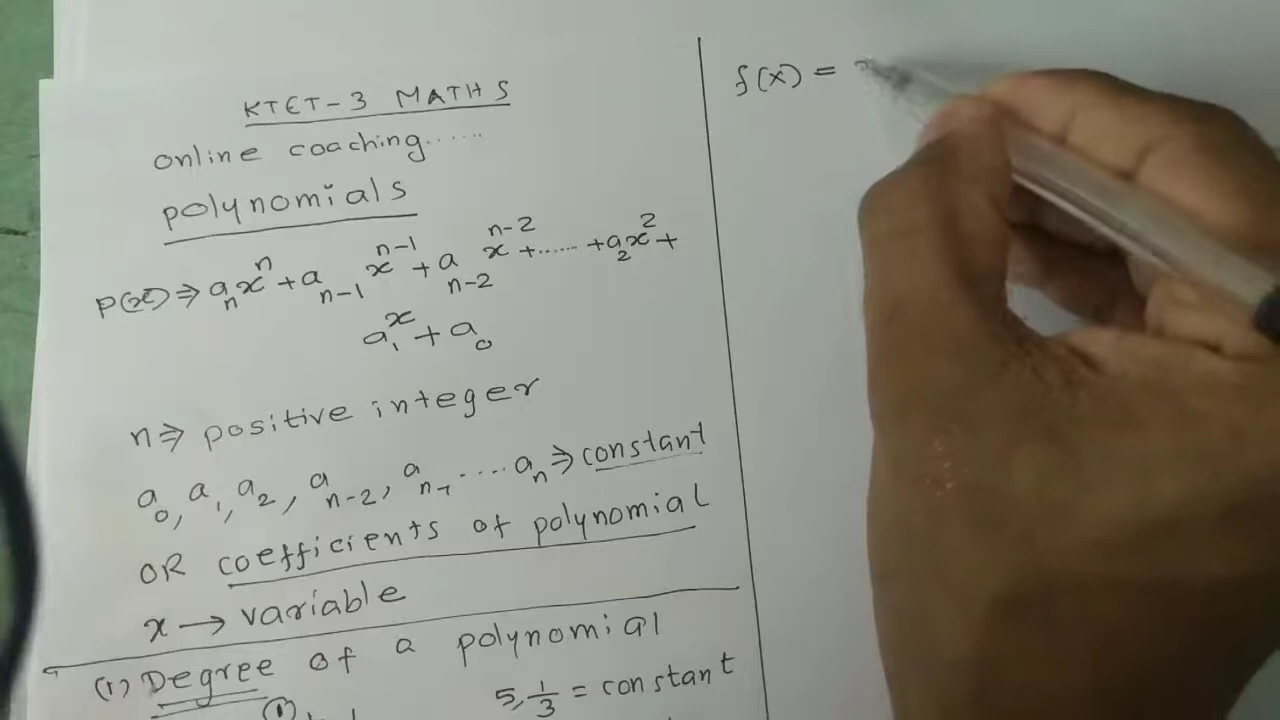 KTET-3 MATHS
online coaching......
polynomials
p(x) ⇒ aₙxⁿ + aₙ₋₁xⁿ⁻¹ + aₙ₋₂xⁿ⁻² + ...... + a₂x² +
a₁x + a₀
n ⇒ positive integer
a₀, a₁, a₂, aₙ₋₂, aₙ₋₁ ..... aₙ ⇒ constant
OR coefficients of polynomial
x → variable
(1) Degree of a polynomial
5, 1/3 = constant
f(x) =